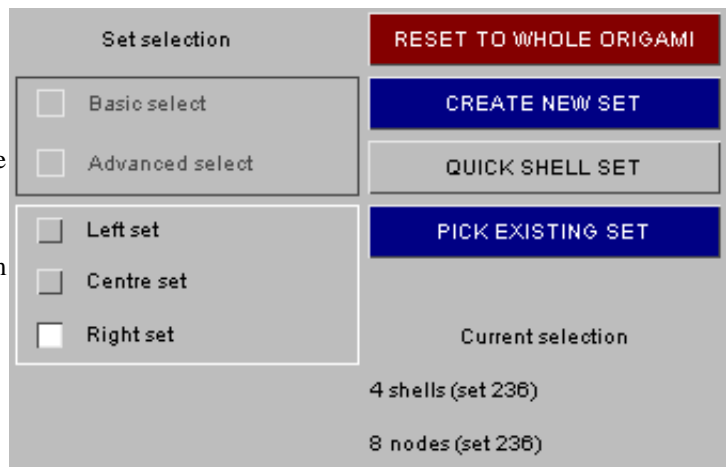 Set selection
RESET TO WHOLE ORIGAMI
Basic select
CREATE NEW SET
e
Advanced select
QUICK SHELL SET
Left set
PICK EXISTING SET
Centre set
Right set
Current selection
4 shells (set 236)
8 nodes (set 236)